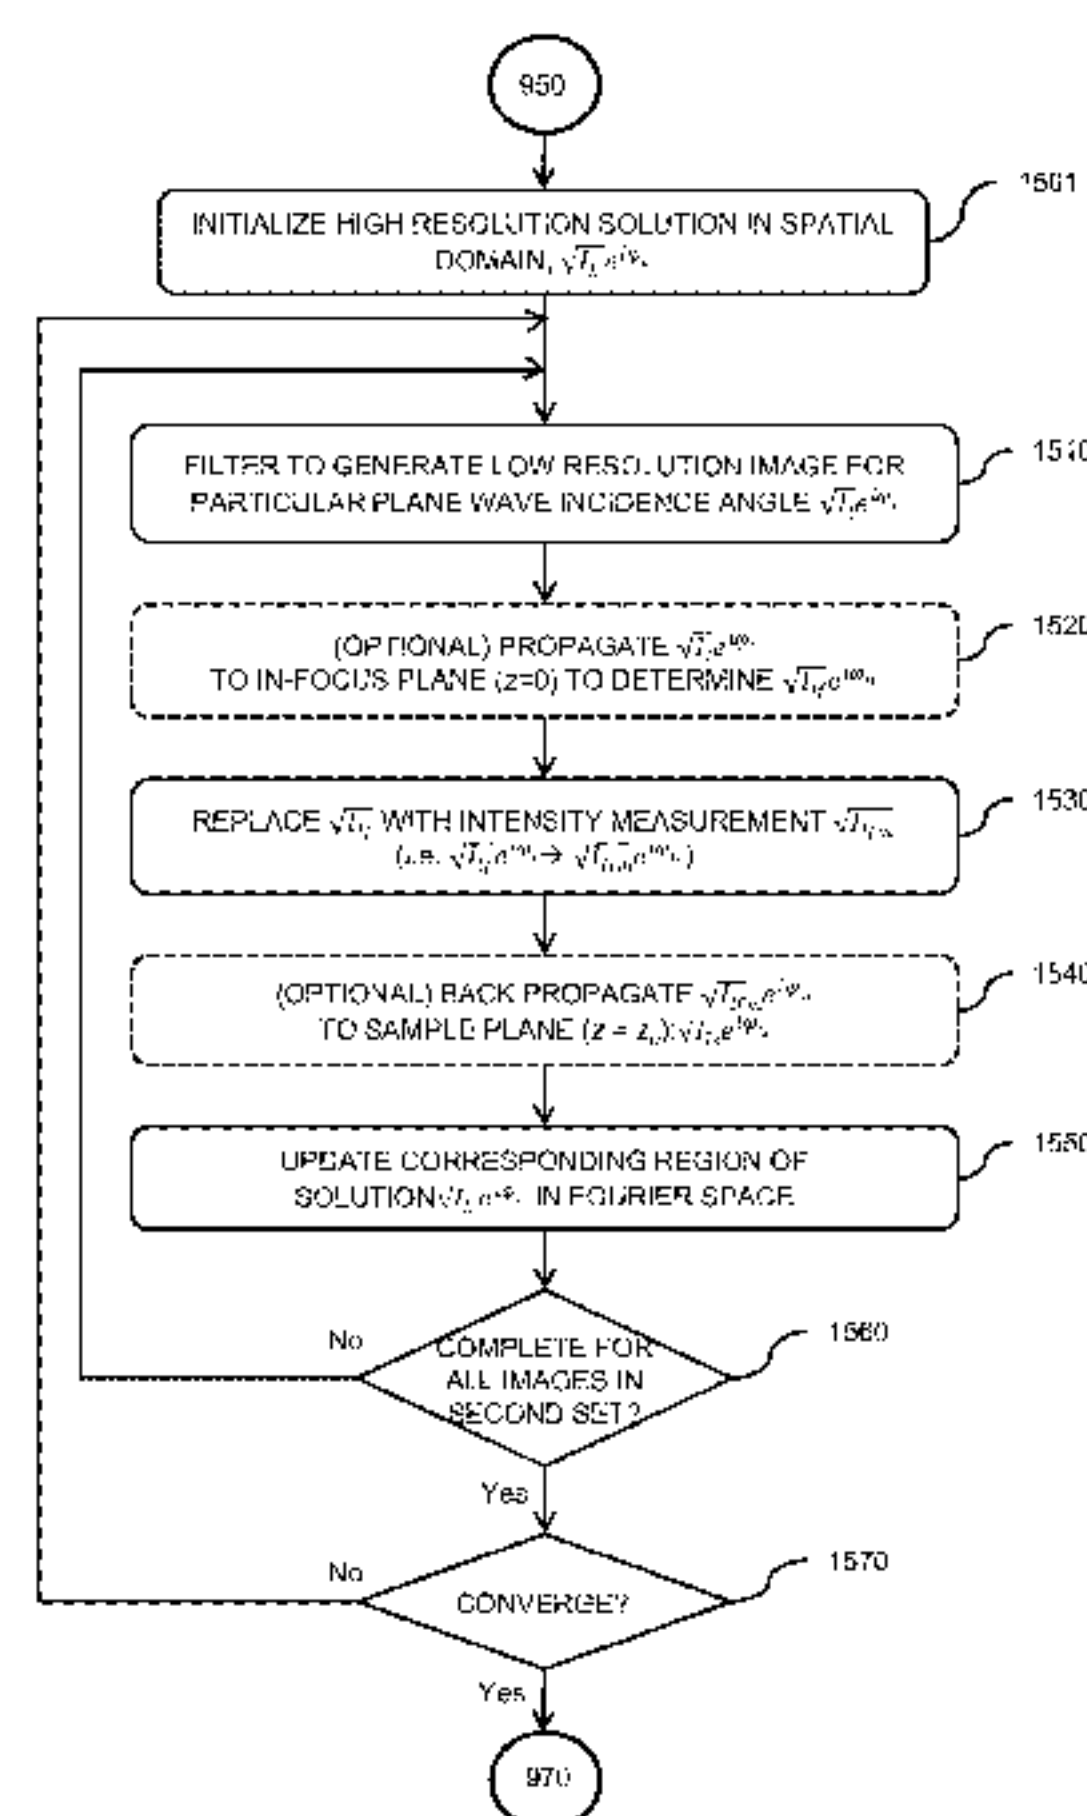 950
1501
INITIALIZE HIGH RESOLUTION SOLUTION IN SPATIAL
DOMAIN,
1510
FILTER TO GENERATE LOW RESOLUTION IMAGE FOR
PARTICULAR PLANE WAVE INCIDENCE ANGLE
1520
(OPTIONAL) PROPAGATE
TO IN-FOCUS PLANE (z=0) TO DETERMINE
1530
REPLACE WITH INTENSITY MEASUREMENT
(i.e. → )
1540
(OPTIONAL) BACK PROPAGATE
TO SAMPLE PLANE
1550
UPDATE CORRESPONDING REGION OF
SOLUTION IN FOURIER SPACE
No
1560
COMPLETE FOR
ALL IMAGES IN
SECOND SET?
Yes
No
1570
CONVERGE?
Yes
970